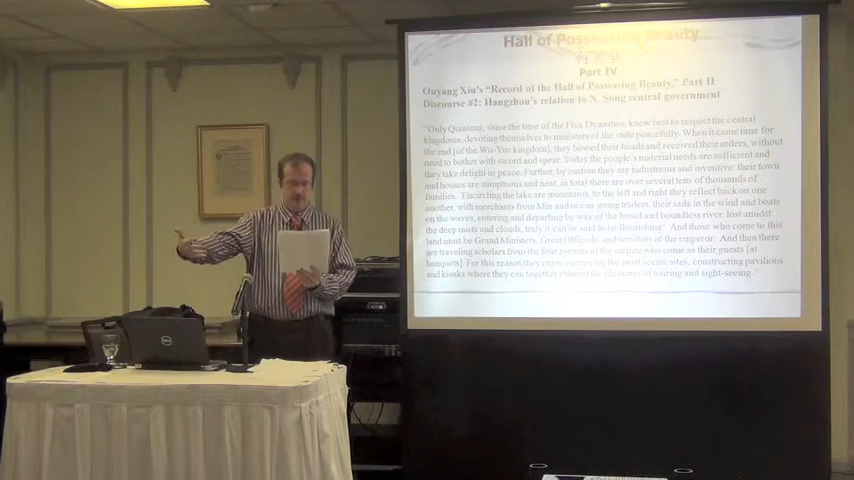 Hall of Possessing Beauty
有美堂
Part IV
Ouyang Xiu's "Record of the Hall of Possessing Beauty," Part II
Discourse #2: Hangzhou's relation to N. Song central government
"Only Qiantang, since the time of the Five Dynasties, knew best to respect the central
kingdoms, devoting themselves to ministers of the state peacefully. When it came time for
the end [of the Wu-Yue kingdom], they bowed their heads and received their orders, without
need to bother with sword and spear. Today the people's material needs are sufficient and
they take delight in peace. Further, by custom they are industrious and inventive: their town
and houses are sumptuous and neat, in total there are over several tens of thousands of
families. Encircling the lake are mountains, to the left and right they reflect back on one
another, with merchants from Min and ocean-going traders, their sails in the wind and boats
on the waves, entering and departing by way of the broad and boundless river, lost amidst
the deep mists and clouds, truly it can be said to be flourishing! And those who come to this
land must be Grand Ministers, Great Officials, and servitors of the emperor. And then there
are traveling scholars from the four corners of the empire who come as their guests [at
banquets]. For this reason they enjoy occupying the most scenic sites, constructing pavilions
and kiosks where they can together exhaust the pleasures of touring and sight-seeing."
DELL